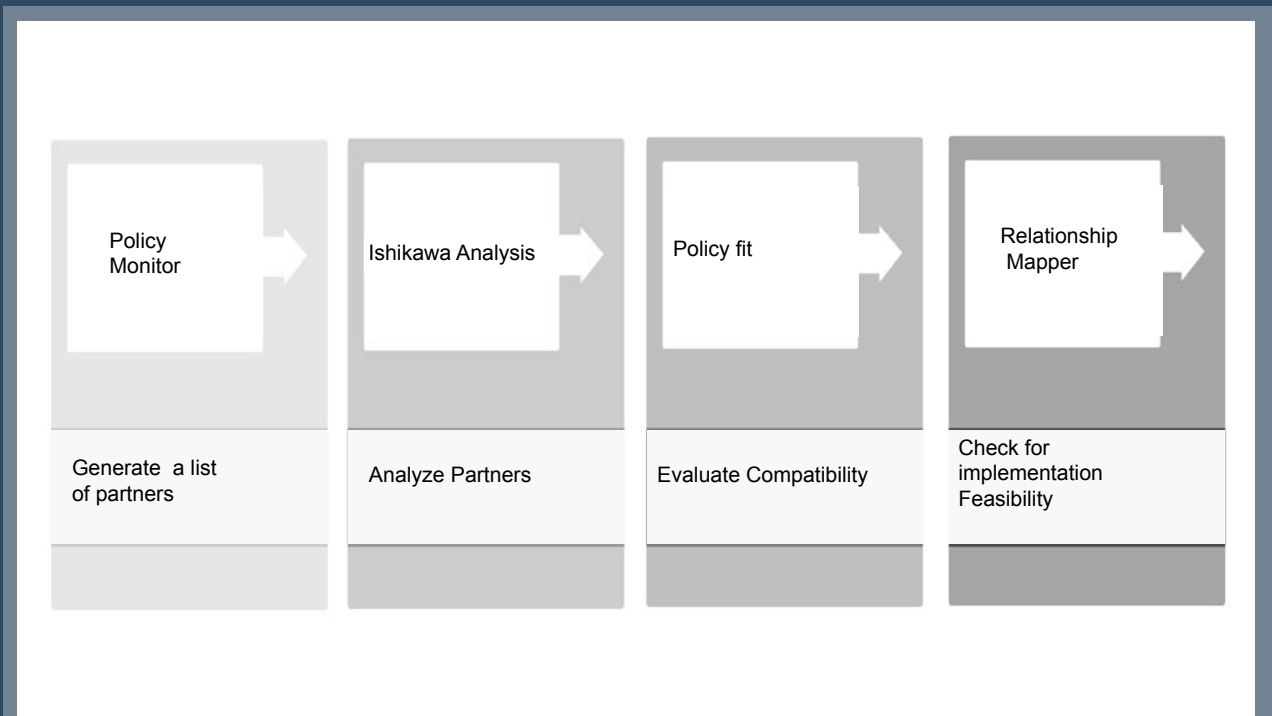 Policy
Monitor
Ishikawa Analysis
Policy fit
Relationship
Mapper
Generate a list
of partners
Analyze Partners
Evaluate Compatibility
Check for
implementation
Feasibility